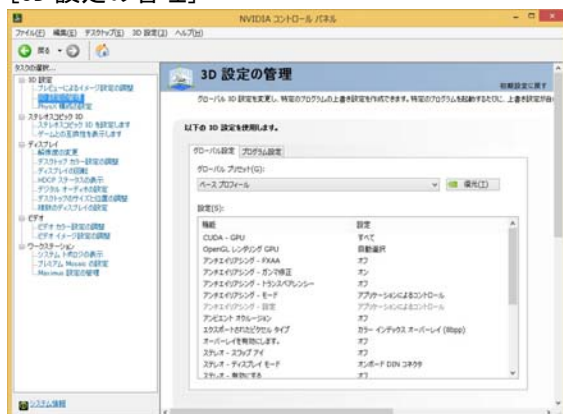 [3D 設定の管理]
NVIDIA コントロール パネル
ファイル(F) 編集(E) デスクトップ(T) 3D 設定(2) ヘルプ(H)
戻る
タスクの選択...
3D 設定
プレビューによるイメージ設定の調整
3D 設定の管理
PhysX 構成の設定
ステレオスコピック 3D
ステレオスコピック 3D を設定します
ゲームとの互換性を表示します
ディスプレイ
解像度の変更
デスクトップ カラー設定の調整
ディスプレイの回転
HDCP ステータスの表示
デジタル オーディオの設定
デスクトップのサイズと位置の調整
複数のディスプレイの設定
ビデオ
ビデオ カラー設定の調整
ビデオ イメージ設定の調整
ワークステーション
システム トポロジの表示
プレミアム Mosaic の設定
Maximus 設定の管理
システム情報
3D 設定の管理
初期設定に戻す
グローバル 3D 設定を変更し、特定のプログラムの上書き設定を作成できます。特定のプログラムを起動するたびに、上書き設定が自
以下の 3D 設定を使用します。
グローバル設定 プログラム設定
グローバル プリセット(G):
ベース プロファイル 復元(T)
設定(S):
機能 設定
CUDA - GPU すべて
OpenGL レンダリング GPU 自動選択
アンチエイリアシング - FXAA オフ
アンチエイリアシング - ガンマ修正 オン
アンチエイリアシング - トランスペアレンシー オフ
アンチエイリアシング - モード アプリケーションによるコントロール
アンチエイリアシング - 設定 アプリケーションによるコントロール
アンビエント オクルージョン オフ
エクスポートされたピクセル タイプ カラー インデックス オーバーレイ (8bpp)
オーバーレイを有効にします。 オフ
ステレオ - スワップ アイ オフ
ステレオ - ディスプレイ モード オンボード DIN コネクタ
ステレオ - 有効にする オフ